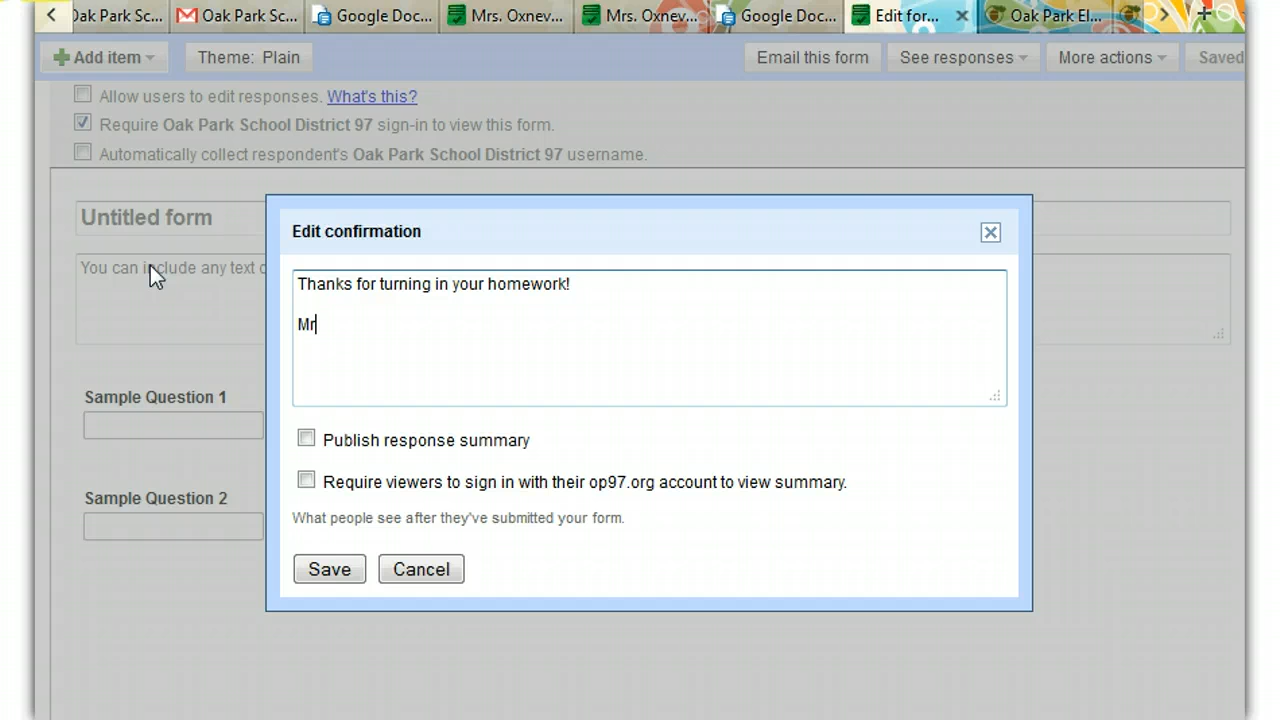 Oak Park Sc... Oak Park Sc... Google Doc... Mrs. Oxnev... Mrs. Oxnev... Google Doc... Edit for... Oak Park El...
Add item Theme: Plain Email this form See responses More actions Saved
Allow users to edit responses. What's this?
Require Oak Park School District 97 sign-in to view this form.
Automatically collect respondent's Oak Park School District 97 username.
Untitled form
You can include any text
Edit confirmation
Thanks for turning in your homework!
Mr
Sample Question 1
Publish response summary
Require viewers to sign in with their op97.org account to view summary.
Sample Question 2
What people see after they've submitted your form.
Save Cancel